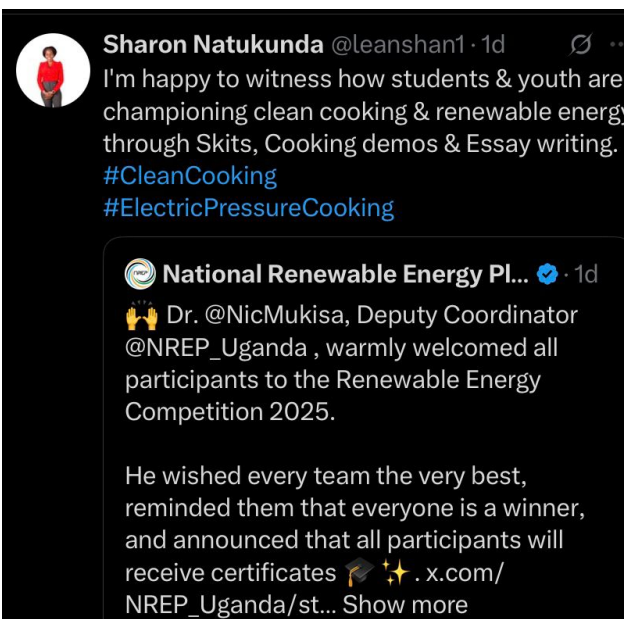 Sharon Natukunda @leanshan1 · 1d
I'm happy to witness how students & youth are
championing clean cooking & renewable energy
through Skits, Cooking demos & Essay writing.
#CleanCooking
#ElectricPressureCooking
NREP National Renewable Energy Pl... · 1d
🙌 Dr. @NicMukisa, Deputy Coordinator
@NREP_Uganda , warmly welcomed all
participants to the Renewable Energy
Competition 2025.
He wished every team the very best,
reminded them that everyone is a winner,
and announced that all participants will
receive certificates 🎓 ✨ . x.com/
NREP_Uganda/st... Show more